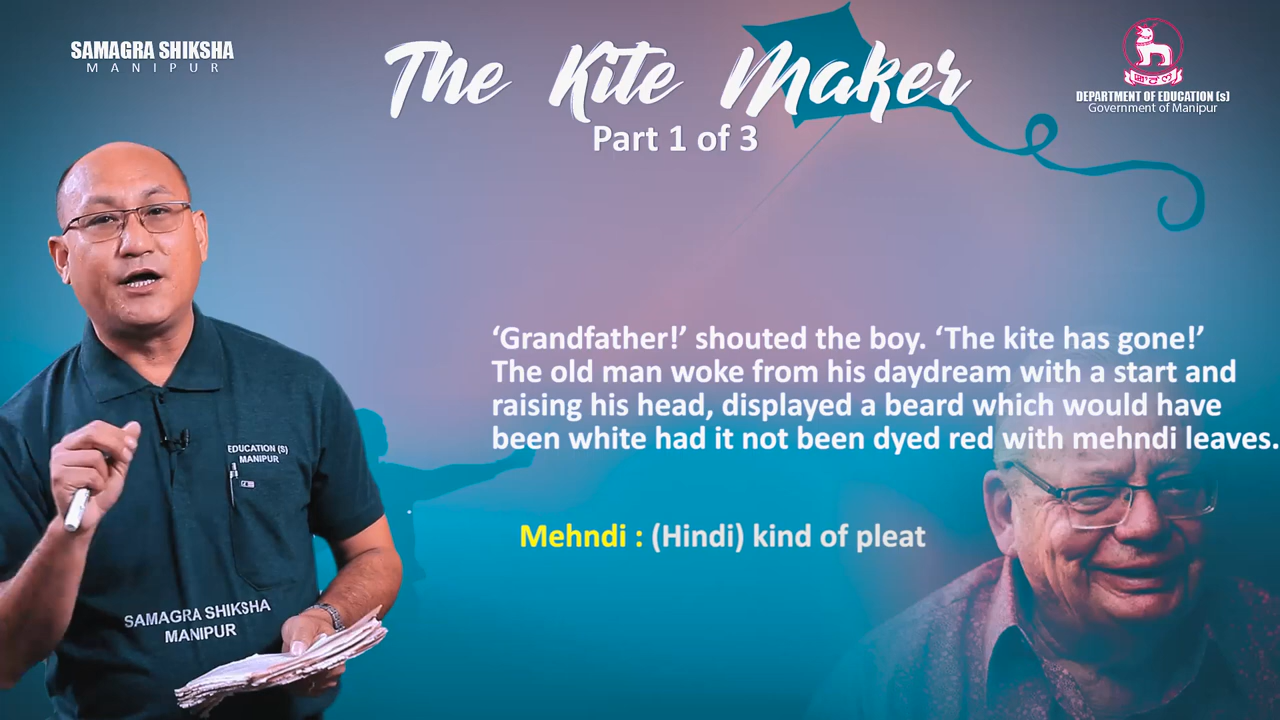 SAMAGRA SHIKSHA
MANIPUR
The Kite Maker
Part 1 of 3
DEPARTMENT OF EDUCATION (s)
Government of Manipur
‘Grandfather!’ shouted the boy. ‘The kite has gone!’
The old man woke from his daydream with a start and
raising his head, displayed a beard which would have
been white had it not been dyed red with mehndi leaves.
Mehndi : (Hindi) kind of pleat
EDUCATION (S)
MANIPUR
SAMAGRA SHIKSHA
MANIPUR